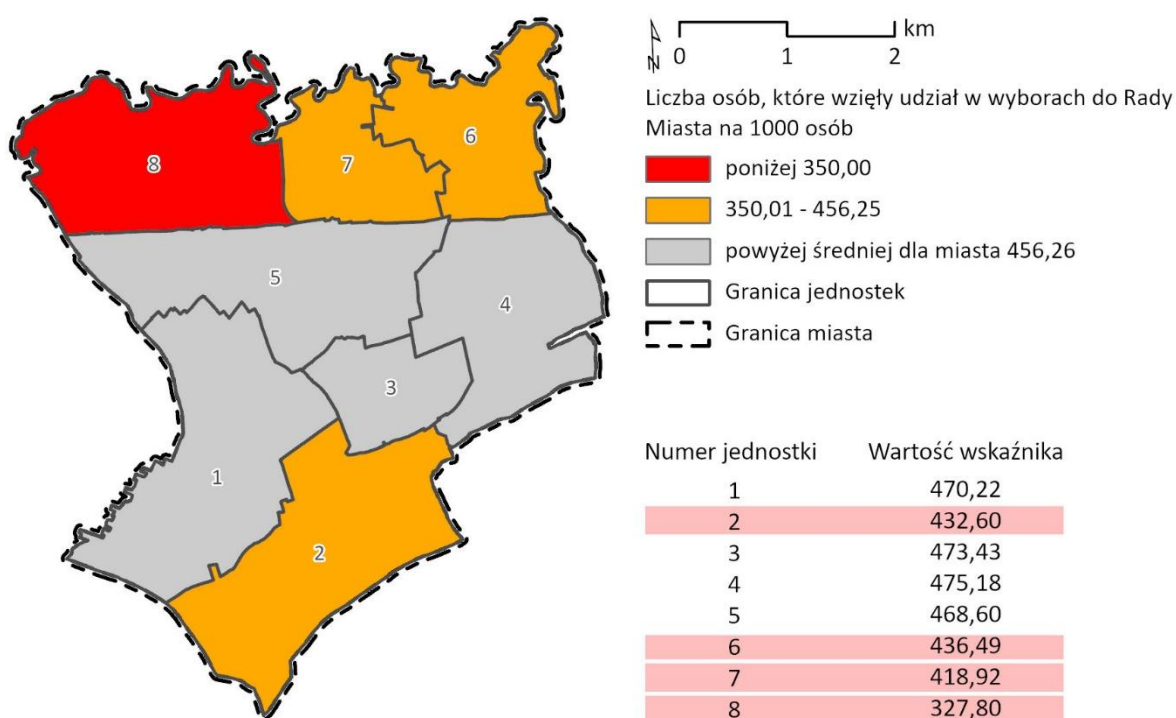 km
0 1 2
N
Liczba osób, które wzięły udział w wyborach do Rady
Miasta na 1000 osób
poniżej 350,00
350,01 - 456,25
powyżej średniej dla miasta 456,26
Granica jednostek
Granica miasta
8
7
6
5
4
3
1
2
Numer jednostki Wartość wskaźnika
1 470,22
2 432,60
3 473,43
4 475,18
5 468,60
6 436,49
7 418,92
8 327,80